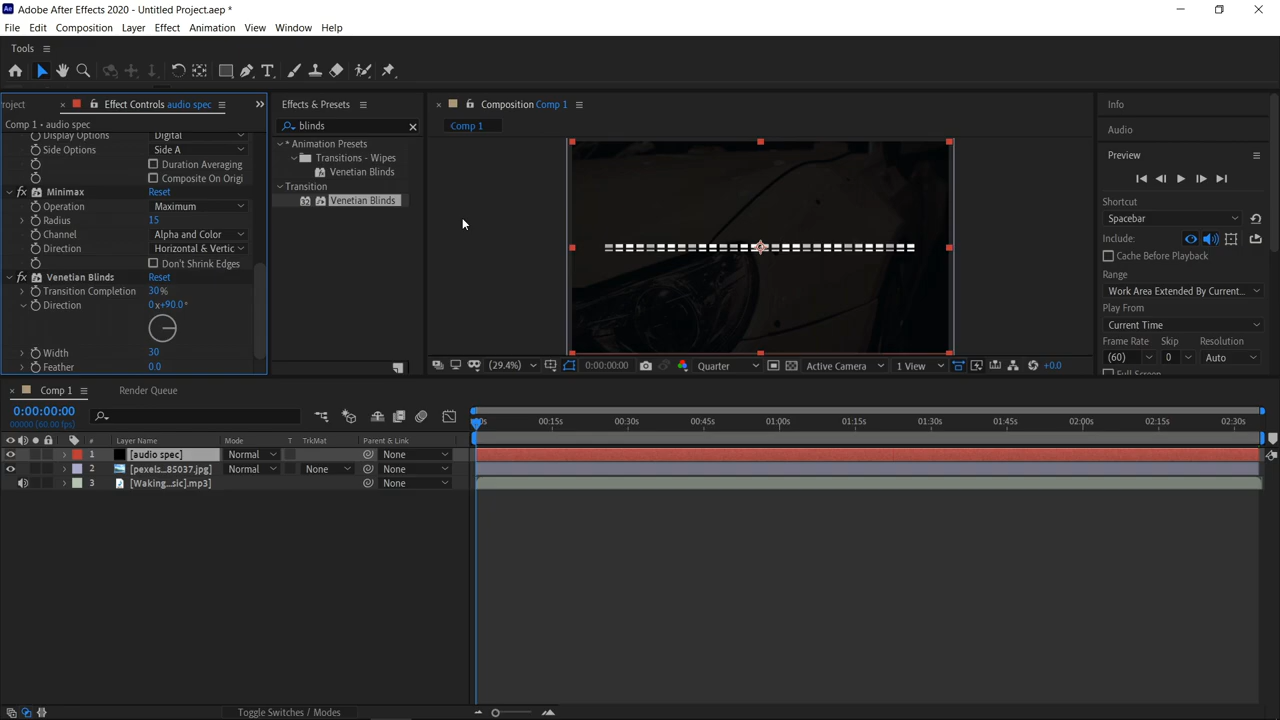 Adobe After Effects 2020 - Untitled Project.aep *
File Edit Composition Layer Effect Animation View Window Help
Tools
roject Effect Controls audio spec
Comp 1 • audio spec
Display Options Digital
Side Options Side A
Duration Averaging
Composite On Origi
fx Minimax Reset
Operation Maximum
Radius 15
Channel Alpha and Color
Direction Horizontal & Vertic
Don't Shrink Edges
fx Venetian Blinds Reset
Transition Completion 30%
Direction 0x+90.0°
Width 30
Feather 0.0
Effects & Presets
blinds
* Animation Presets
Transitions - Wipes
Venetian Blinds
Transition
Venetian Blinds
Composition Comp 1
Comp 1
(29.4%) 0:00:00:00 Quarter Active Camera 1 View +0.0
Info
Audio
Preview
Shortcut
Spacebar
Include:
Cache Before Playback
Range
Work Area Extended By Current...
Play From
Current Time
Frame Rate Skip Resolution
(60) 0 Auto
Full Screen
Comp 1 Render Queue
0:00:00:00
00000 (60.00 fps)
# Layer Name Mode T TrkMat Parent & Link
1 [audio spec] Normal None
2 [pexels...85037.jpg] Normal None None
3 [Waking...sic].mp3] None
00:15s 00:30s 00:45s 01:00s 01:15s 01:30s 01:45s 02:00s 02:15s 02:30s
Toggle Switches / Modes